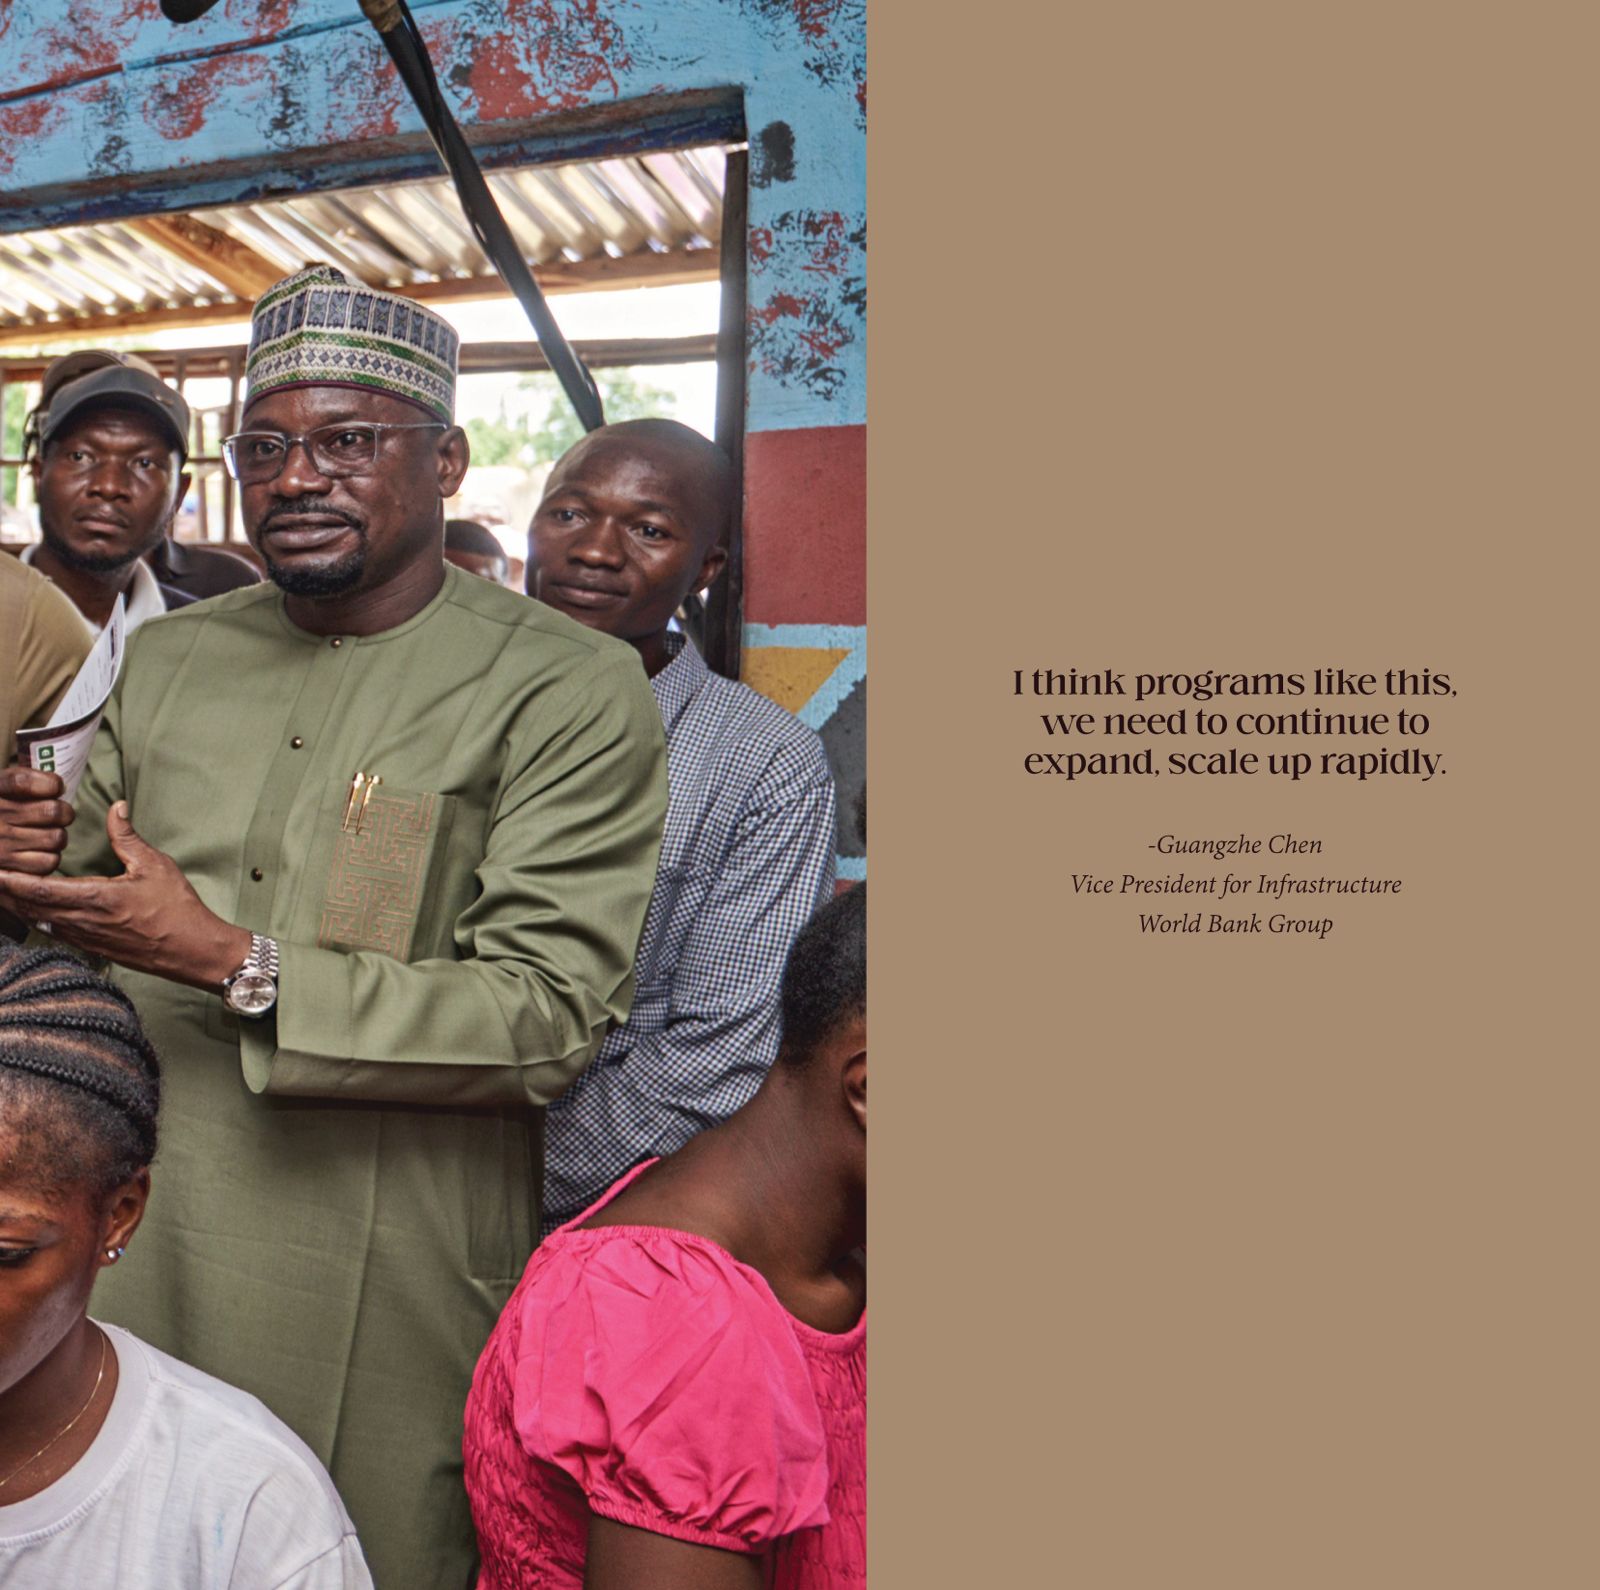 I think programs like this,
we need to continue to
expand, scale up rapidly.
-Guangzhe Chen
Vice President for Infrastructure
World Bank Group